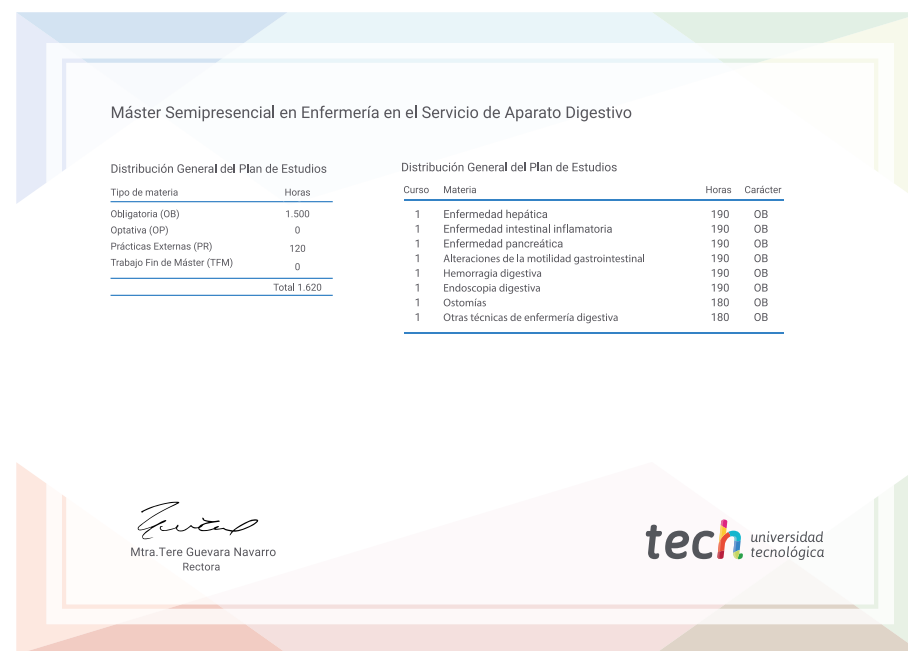 Máster Semipresencial en Enfermería en el Servicio de Aparato Digestivo
Distribución General del Plan de Estudios
Tipo de materia Horas
Obligatoria (OB) 1.500
Optativa (OP) 0
Prácticas Externas (PR) 120
Trabajo Fin de Máster (TFM) 0
Total 1.620
Distribución General del Plan de Estudios
Curso Materia Horas Carácter
1 Enfermedad hepática 190 OB
1 Enfermedad intestinal inflamatoria 190 OB
1 Enfermedad pancreática 190 OB
1 Alteraciones de la motilidad gastrointestinal 190 OB
1 Hemorragia digestiva 190 OB
1 Endoscopia digestiva 190 OB
1 Ostomías 180 OB
1 Otras técnicas de enfermería digestiva 180 OB
Mtra.Tere Guevara Navarro
Rectora
tech universidad
tecnológica